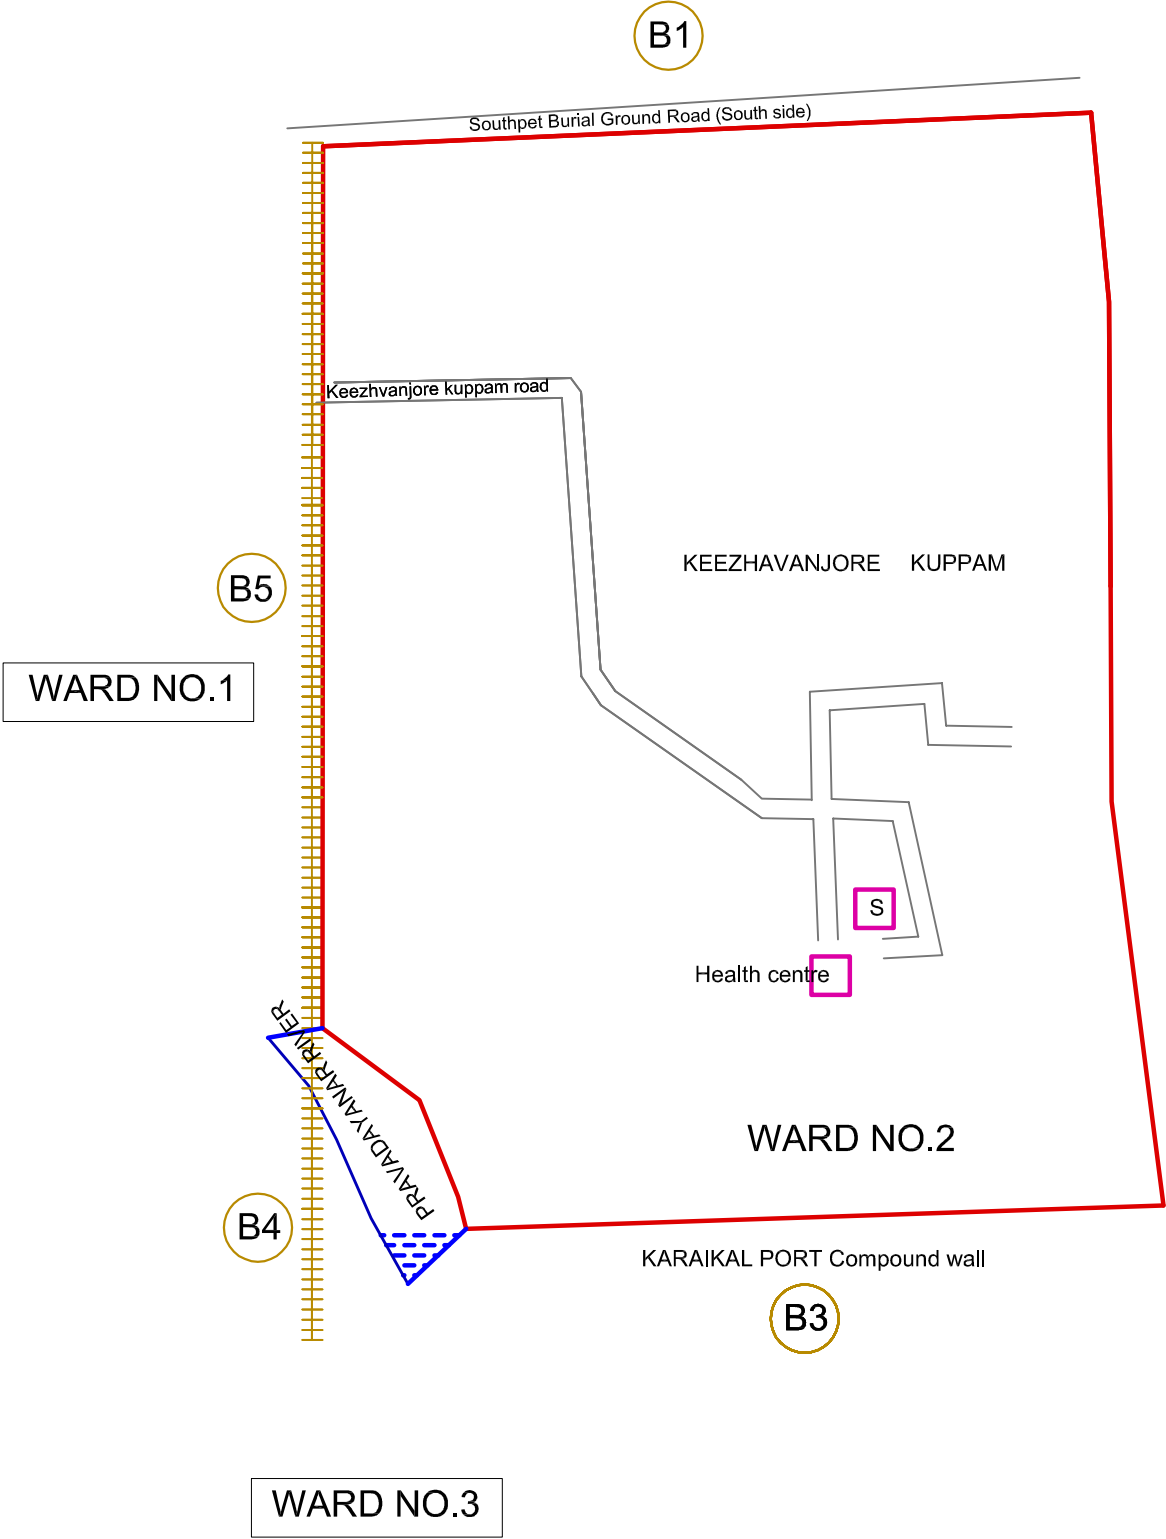 B1
Southpet Burial Ground Road (South side)
Keezhvanjore kuppam road
KEEZHAVANJORE KUPPAM
B5
WARD NO.1
S
Health centre
PRAVADAYANAR RIVER
WARD NO.2
B4
KARAIKAL PORT Compound wall
B3
WARD NO.3